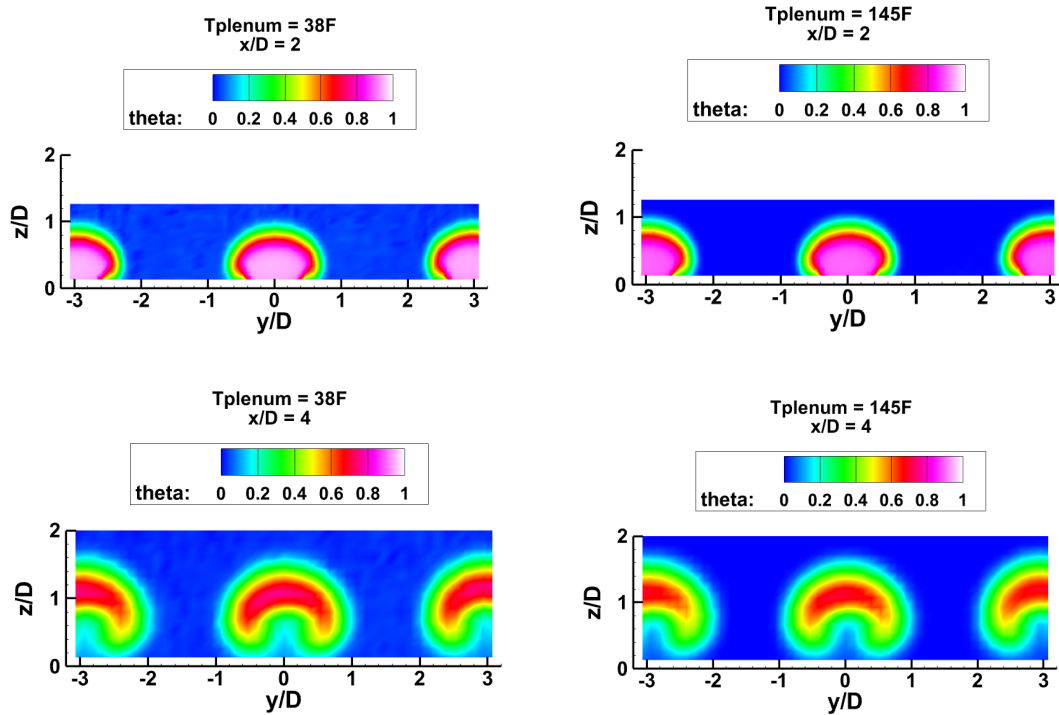 Tplenum = 38F
x/D = 2
theta: 0 0.2 0.4 0.6 0.8 1
2
1
0
z/D
-3 -2 -1 0 1 2 3
y/D
Tplenum = 145F
x/D = 2
theta: 0 0.2 0.4 0.6 0.8 1
2
1
0
z/D
-3 -2 -1 0 1 2 3
y/D
Tplenum = 38F
x/D = 4
theta: 0 0.2 0.4 0.6 0.8 1
2
1
0
z/D
-3 -2 -1 0 1 2 3
y/D
Tplenum = 145F
x/D = 4
theta: 0 0.2 0.4 0.6 0.8 1
2
1
0
z/D
-3 -2 -1 0 1 2 3
y/D